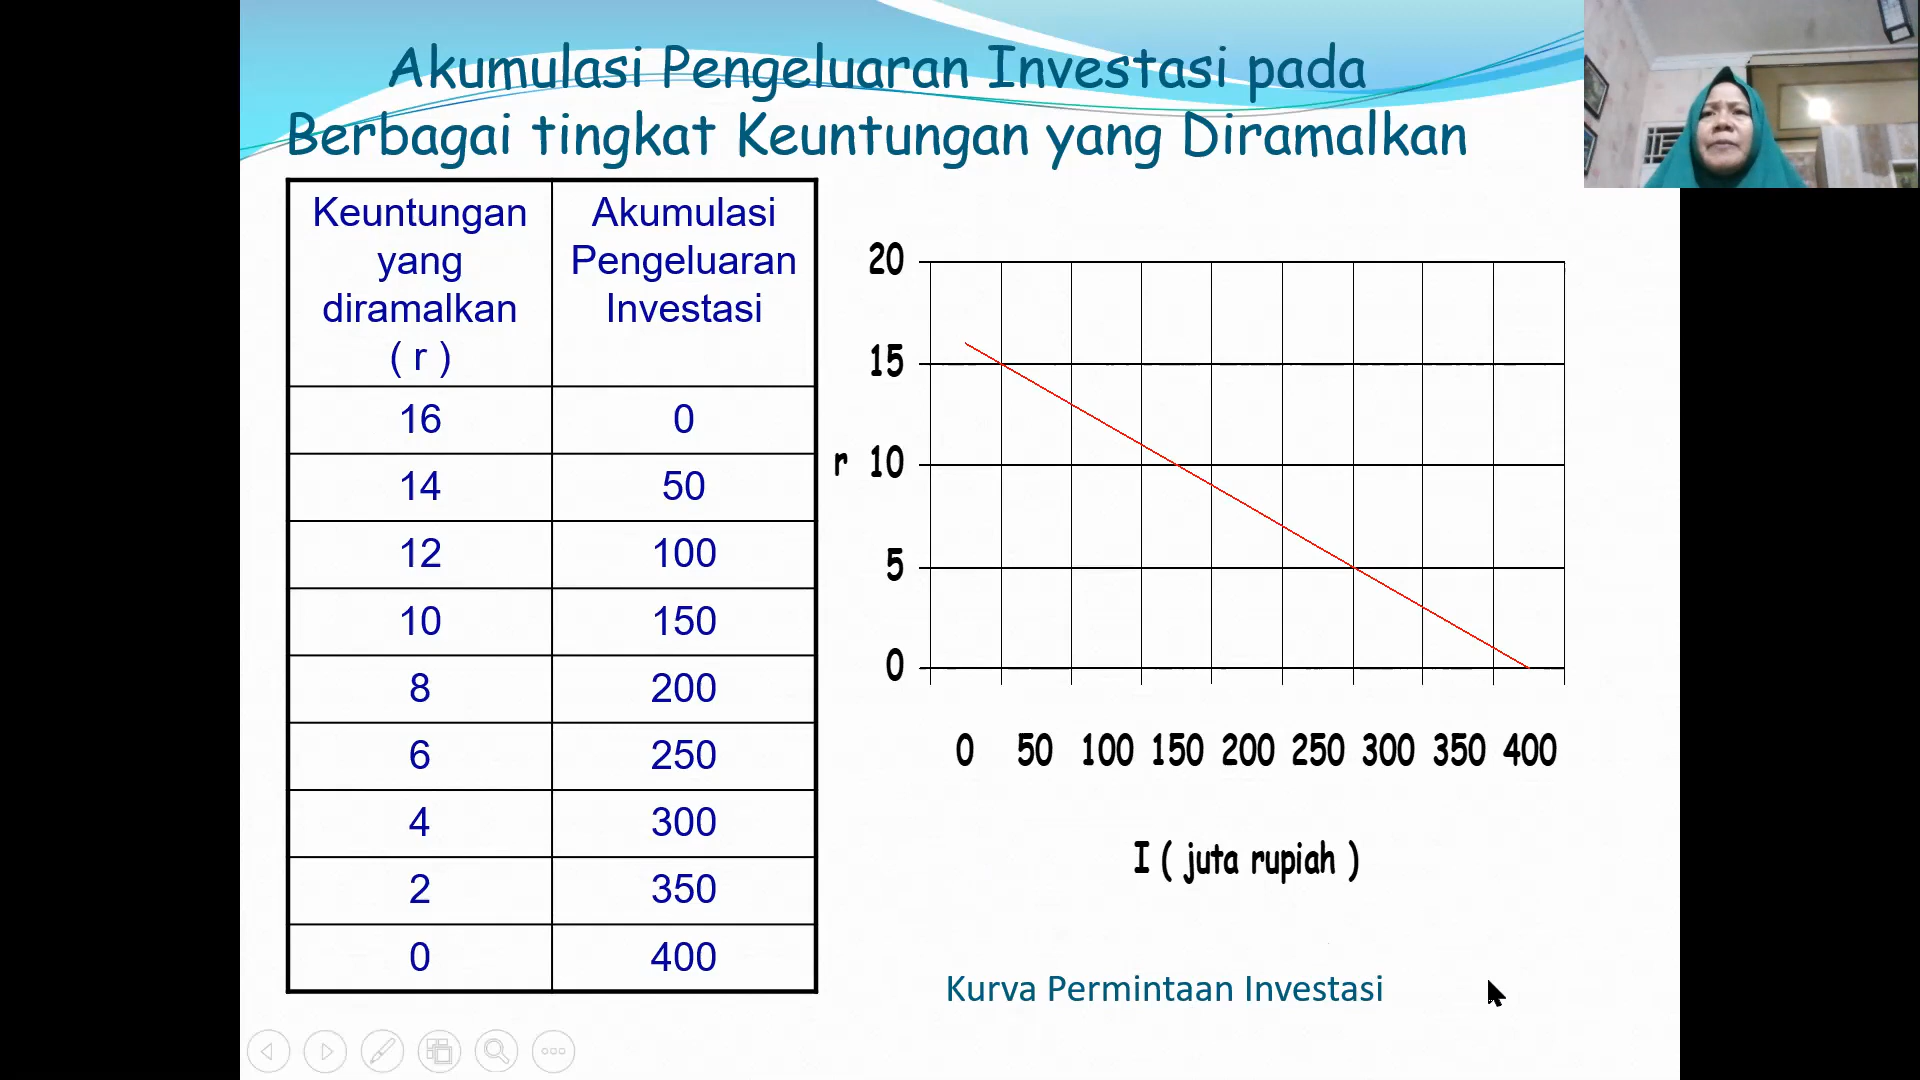 Akumulasi Pengeluaran Investasi pada
Berbagai tingkat Keuntungan yang Diramalkan
Keuntungan
yang
diramalkan
( r )
Akumulasi
Pengeluaran
Investasi
16 0
14 50
12 100
10 150
8 200
6 250
4 300
2 350
0 400
20
15
r 10
5
0
0 50 100 150 200 250 300 350 400
I ( juta rupiah )
Kurva Permintaan Investasi